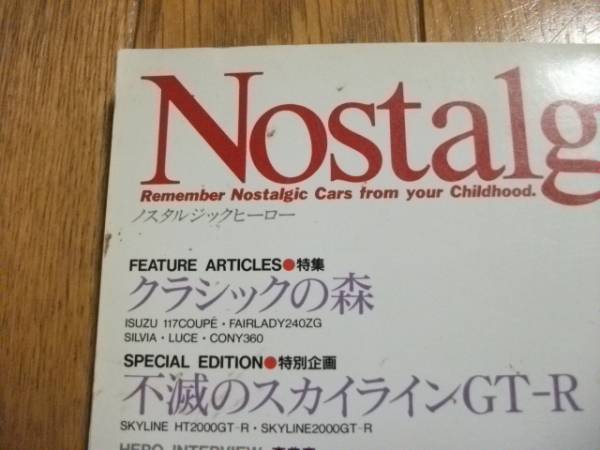 Nostalg
Remember Nostalgic Cars from your Childhood.
ノスタルジックヒーロー
FEATURE ARTICLES●特集
クラシックの森
ISUZU 117COUPÉ・FAIRLADY240ZG
SILVIA・LUCE・CONY360
SPECIAL EDITION●特別企画
不滅のスカイラインGT-R
SKYLINE HT2000GT-R・SKYLINE2000GT-R
HERO INTERVIEW